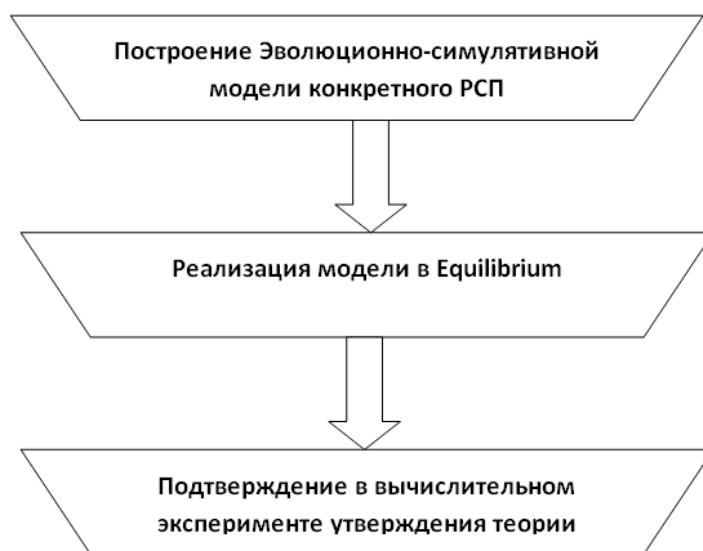 Построение Эволюционно-симулятивной
модели конкретного РСП
Реализация модели в Equilibrium
Подтверждение в вычислительном
эксперименте утверждения теории